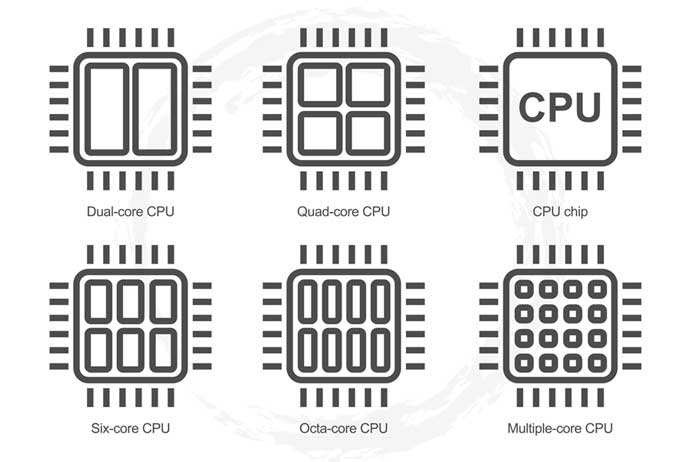 CPU
Dual-core CPU
Quad-core CPU
CPU chip
Six-core CPU
Octa-core CPU
Multiple-core CPU